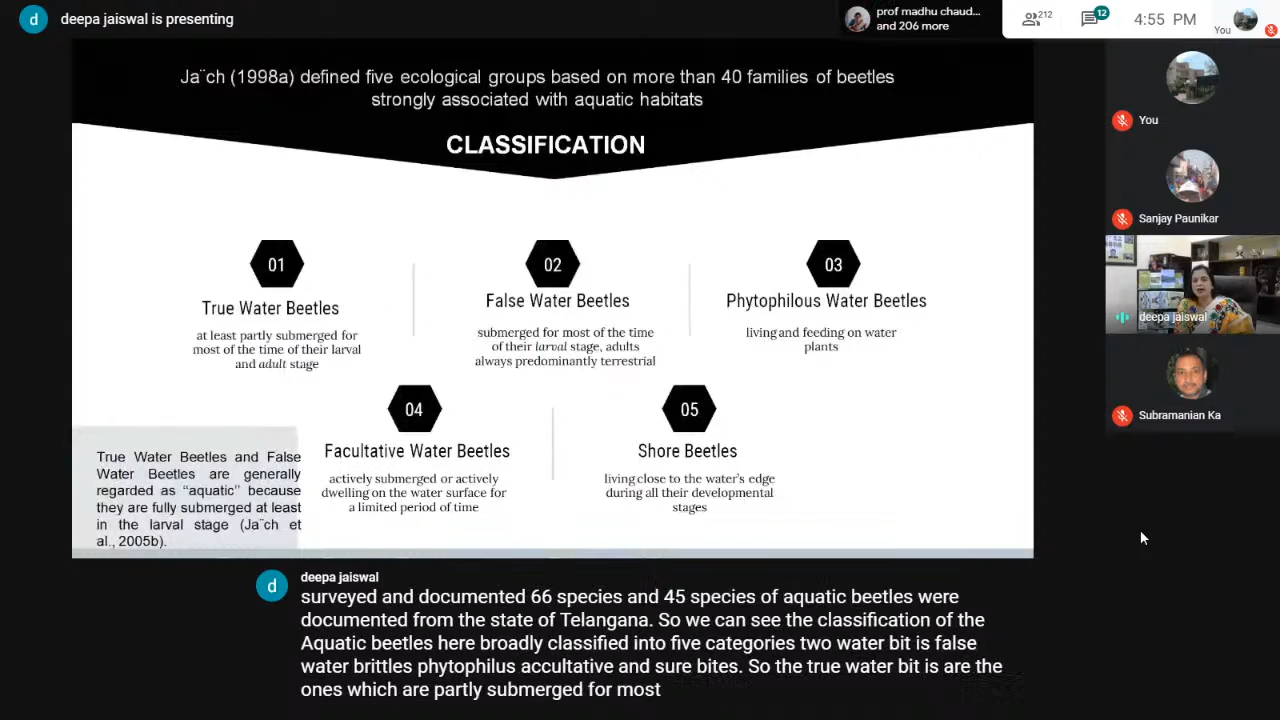 d
deepa jaiswal is presenting
prof madhu chaud...
and 206 more
212
12
4:55 PM
You
Ja¨ch (1998a) defined five ecological groups based on more than 40 families of beetles
strongly associated with aquatic habitats
CLASSIFICATION
01
True Water Beetles
at least partly submerged for
most of the time of their larval
and adult stage
02
False Water Beetles
submerged for most of the time
of their larval stage, adults
always predominantly terrestrial
03
Phytophilous Water Beetles
living and feeding on water
plants
04
Facultative Water Beetles
actively submerged or actively
dwelling on the water surface for
a limited period of time
05
Shore Beetles
living close to the water's edge
during all their developmental
stages
True Water Beetles and False
Water Beetles are generally
regarded as “aquatic” because
they are fully submerged at least
in the larval stage (Ja¨ch et
al., 2005b).
You
Sanjay Paunikar
deepa jaiswal
Subramanian Ka
d
deepa jaiswal
surveyed and documented 66 species and 45 species of aquatic beetles were
documented from the state of Telangana. So we can see the classification of the
Aquatic beetles here broadly classified into five categories two water bit is false
water brittles phytophilus accultative and sure bites. So the true water bit is are the
ones which are partly submerged for most